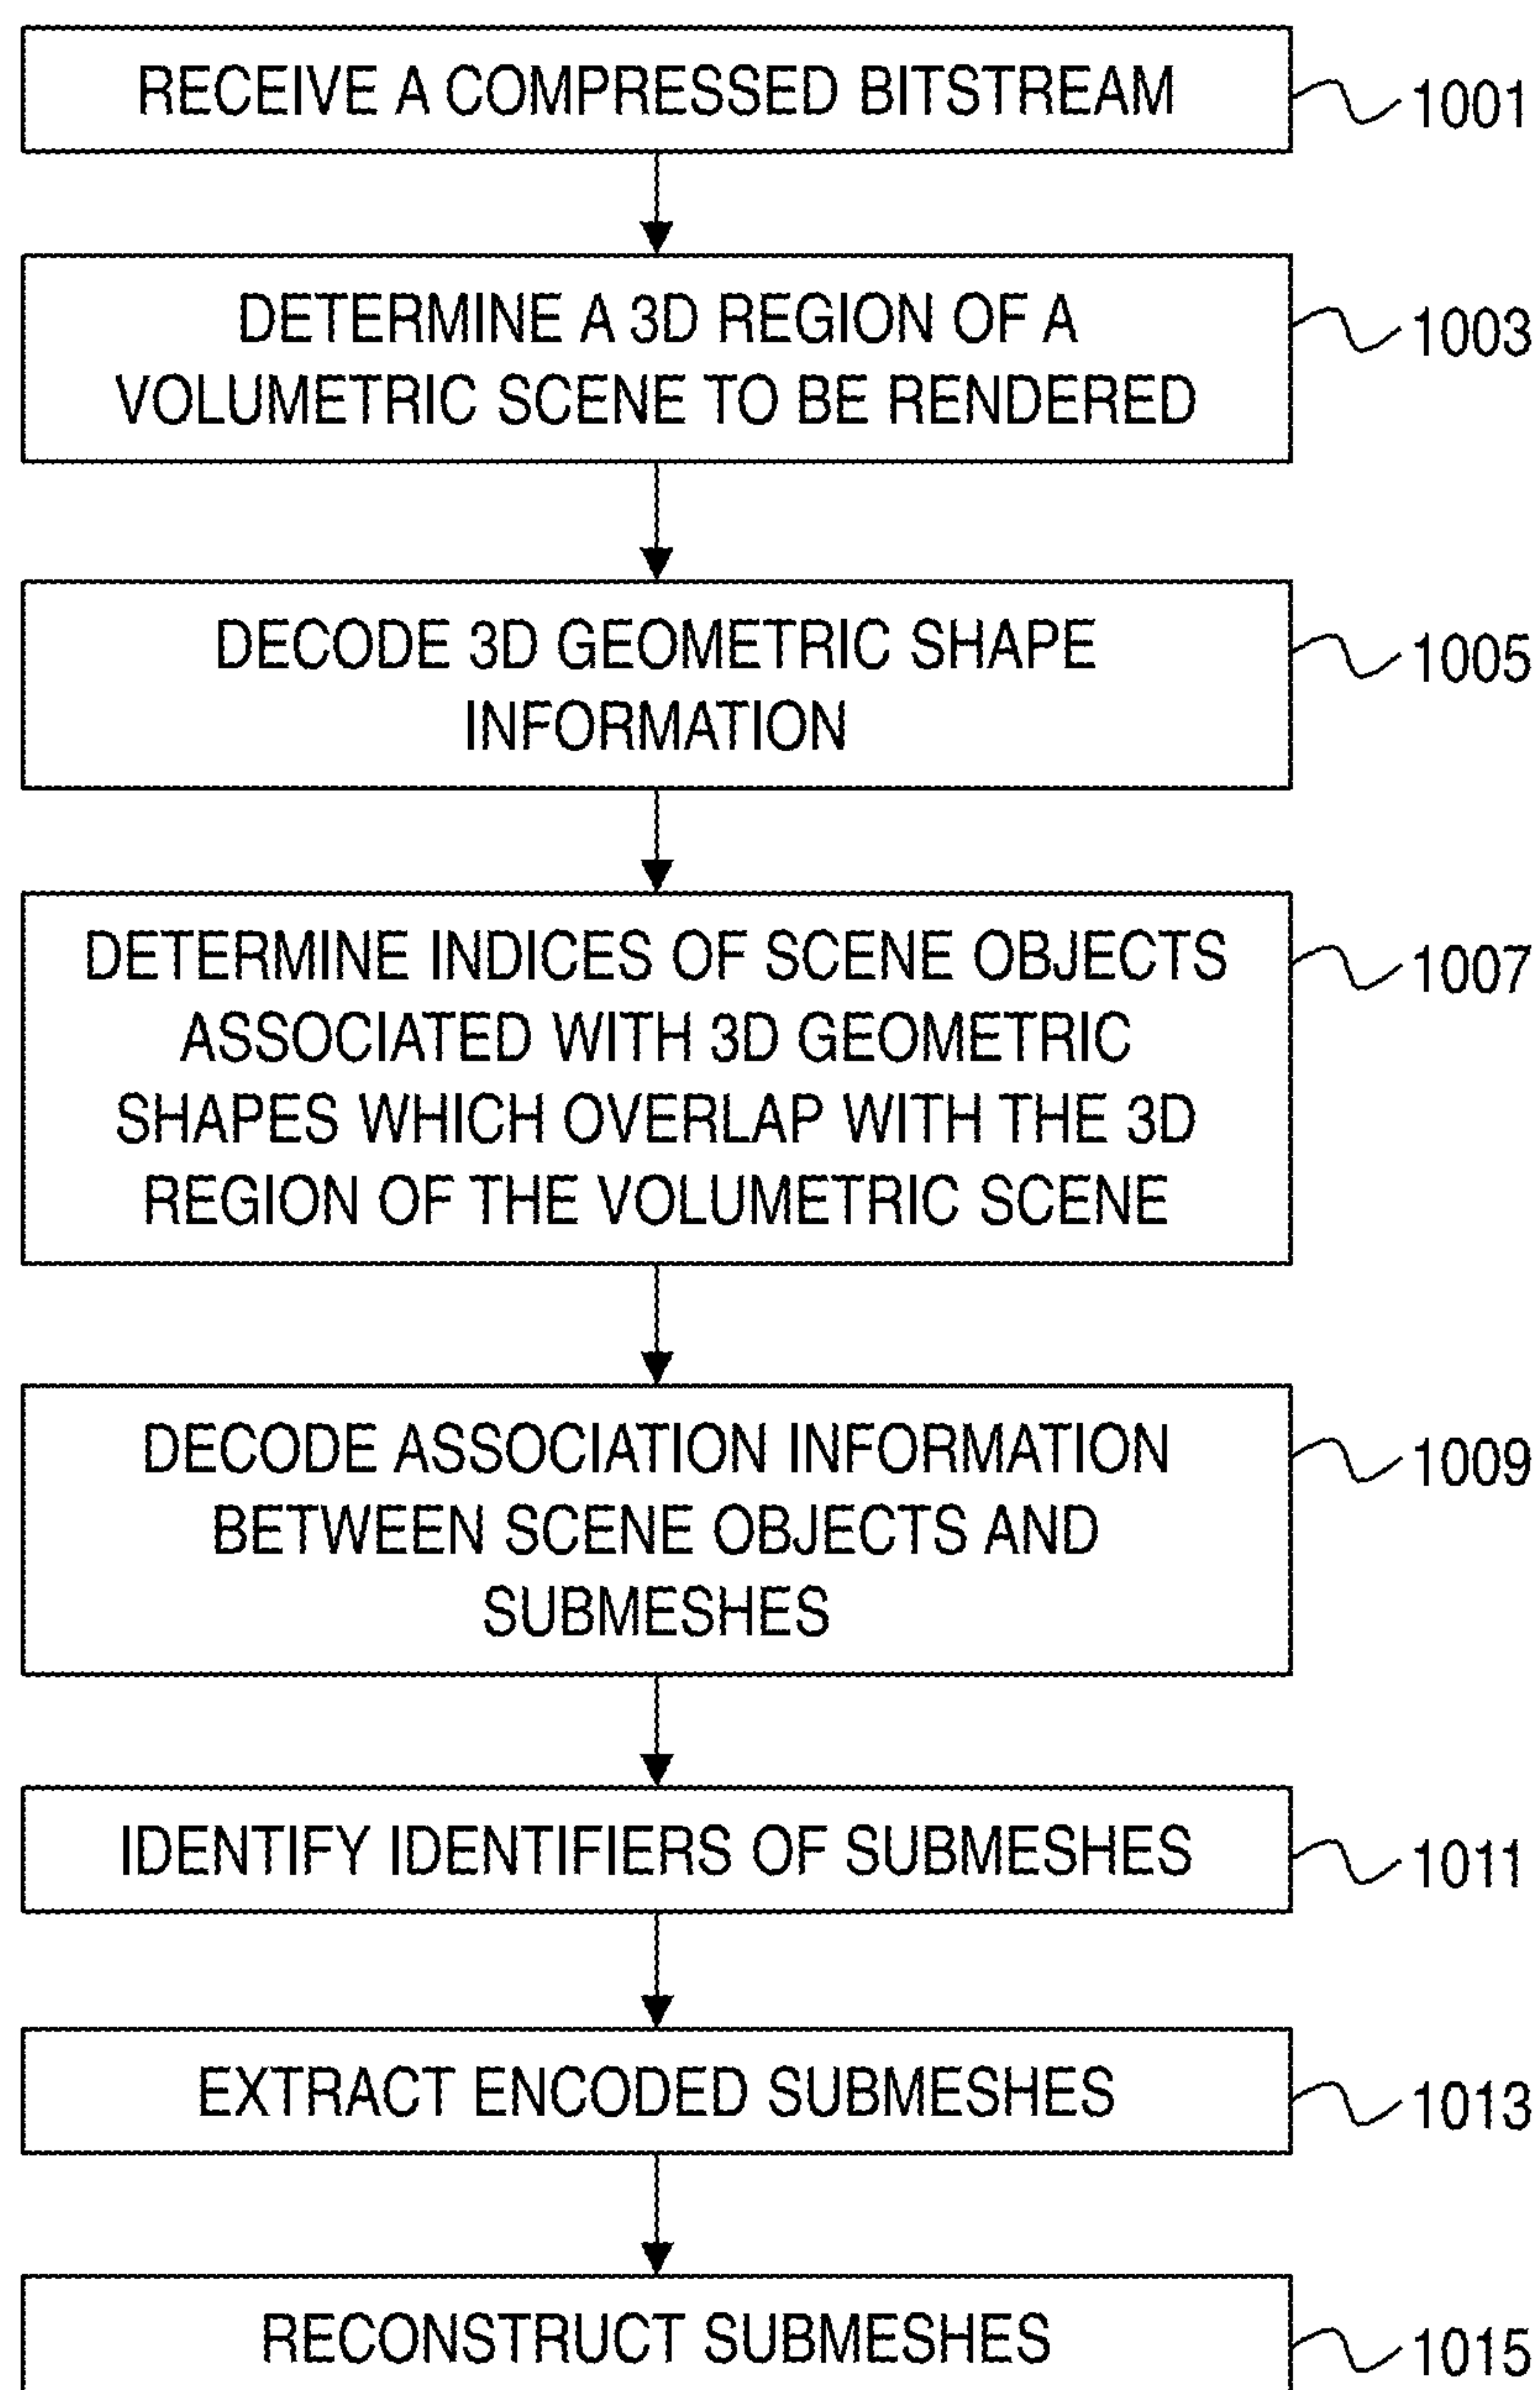 RECEIVE A COMPRESSED BITSTREAM
1001
DETERMINE A 3D REGION OF A
VOLUMETRIC SCENE TO BE RENDERED
1003
DECODE 3D GEOMETRIC SHAPE
INFORMATION
1005
DETERMINE INDICES OF SCENE OBJECTS
ASSOCIATED WITH 3D GEOMETRIC
SHAPES WHICH OVERLAP WITH THE 3D
REGION OF THE VOLUMETRIC SCENE
1007
DECODE ASSOCIATION INFORMATION
BETWEEN SCENE OBJECTS AND
SUBMESHES
1009
IDENTIFY IDENTIFIERS OF SUBMESHES
1011
EXTRACT ENCODED SUBMESHES
1013
RECONSTRUCT SUBMESHES
1015